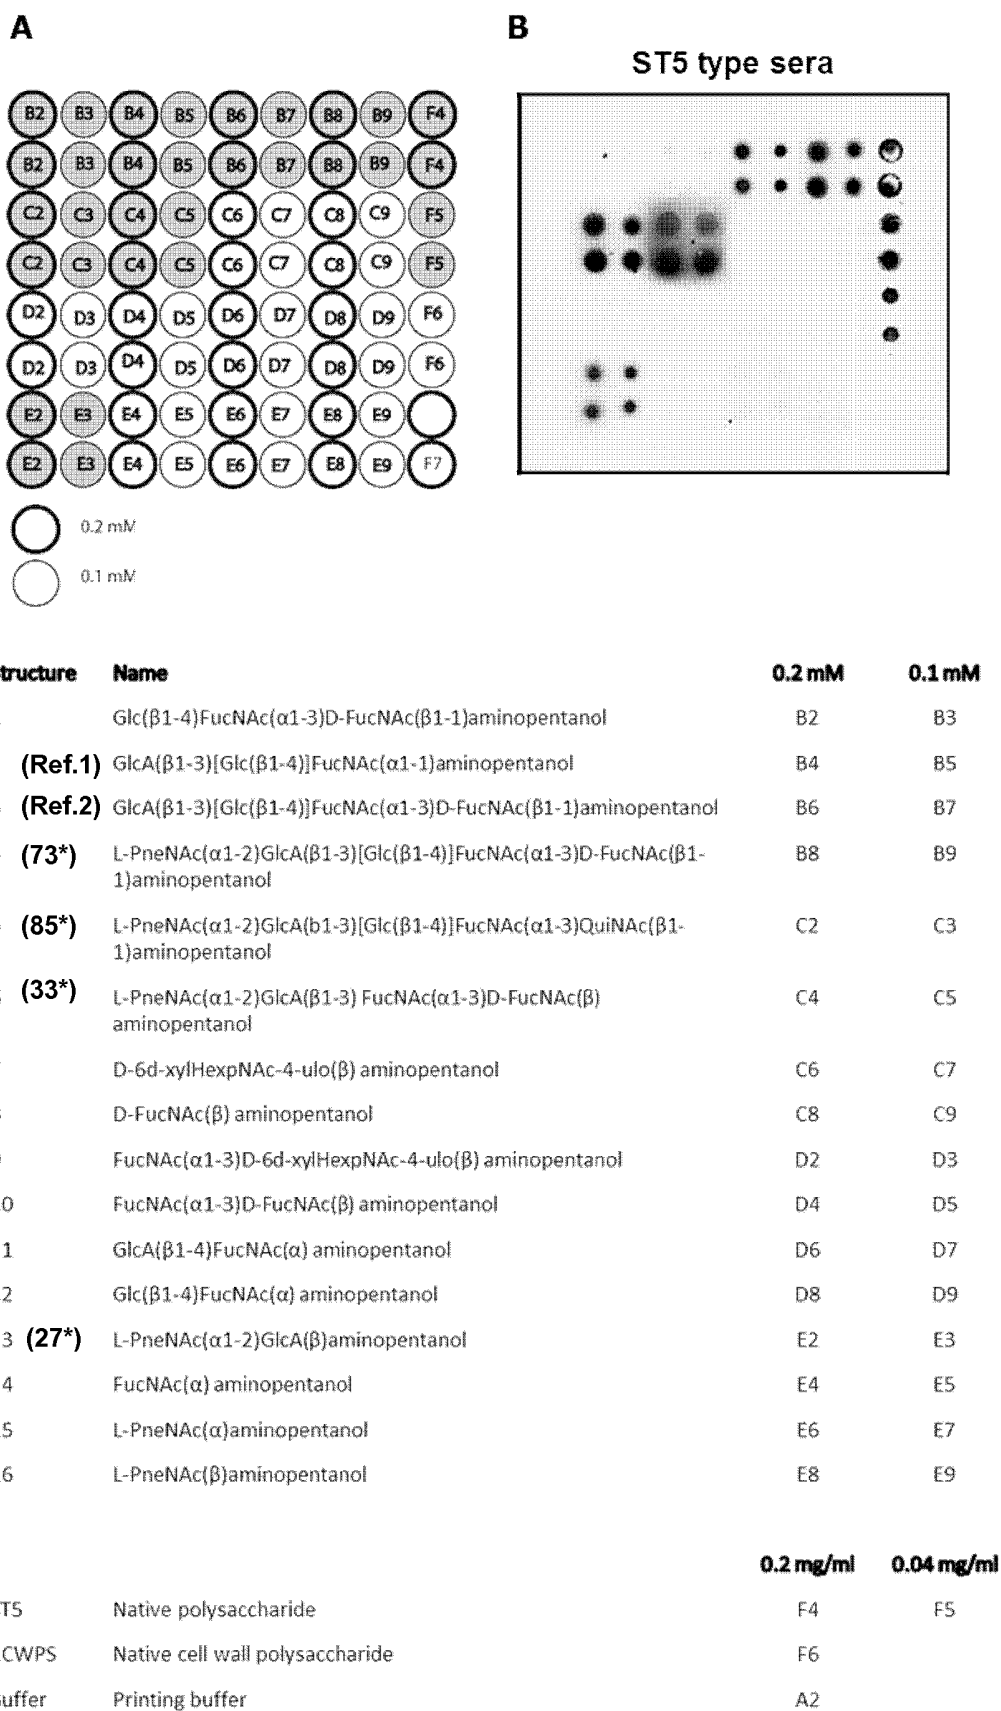 A
B
ST5 type sera
B2 B3 B4 B5 B6 B7 B8 B9 F4
B2 B3 B4 B5 B6 B7 B8 B9 F4
C2 C3 C4 C5 C6 C7 C8 C9 F5
C2 C3 C4 C5 C6 C7 C8 C9 F5
D2 D3 D4 D5 D6 D7 D8 D9 F6
D2 D3 D4 D5 D6 D7 D8 D9 F6
E2 E3 E4 E5 E6 E7 E8 E9
E2 E3 E4 E5 E6 E7 E8 E9 F7
0.2 mM
0.1 mM
tructure Name 0.2 mM 0.1 mM
Glc(β1-4)FucNAc(α1-3)D-FucNAc(β1-1)aminopentanol B2 B3
(Ref.1) GlcA(β1-3)[Glc(β1-4)]FucNAc(α1-1)aminopentanol B4 B5
(Ref.2) GlcA(β1-3)[Glc(β1-4)]FucNAc(α1-3)D-FucNAc(β1-1)aminopentanol B6 B7
(73*) L-PneNAc(α1-2)GlcA(β1-3)[Glc(β1-4)]FucNAc(α1-3)D-FucNAc(β1- B8 B9
1)aminopentanol
(85*) L-PneNAc(α1-2)GlcA(b1-3)[Glc(β1-4)]FucNAc(α1-3)QuiNAc(β1- C2 C3
1)aminopentanol
(33*) L-PneNAc(α1-2)GlcA(β1-3) FucNAc(α1-3)D-FucNAc(β) C4 C5
aminopentanol
D-6d-xylHexpNAc-4-ulo(β) aminopentanol C6 C7
D-FucNAc(β) aminopentanol C8 C9
FucNAc(α1-3)D-6d-xylHexpNAc-4-ulo(β) aminopentanol D2 D3
0 FucNAc(α1-3)D-FucNAc(β) aminopentanol D4 D5
1 GlcA(β1-4)FucNAc(α) aminopentanol D6 D7
2 Glc(β1-4)FucNAc(α) aminopentanol D8 D9
3 (27*) L-PneNAc(α1-2)GlcA(β)aminopentanol E2 E3
4 FucNAc(α) aminopentanol E4 E5
5 L-PneNAc(α)aminopentanol E6 E7
6 L-PneNAc(β)aminopentanol E8 E9
0.2 mg/ml 0.04 mg/ml
T5 Native polysaccharide F4 F5
CWPS Native cell wall polysaccharide F6
uffer Printing buffer A2